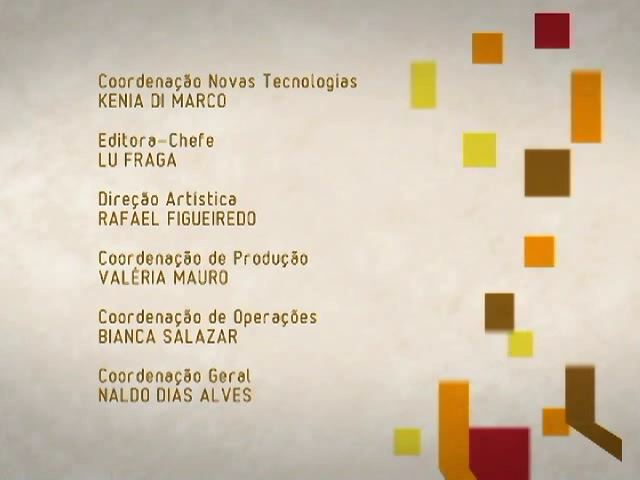 Coordenação Novas Tecnologias
KENIA DI MARCO
Editora-Chefe
LU FRAGA
Direção Artística
RAFAEL FIGUEIREDO
Coordenação de Produção
VALÉRIA MAURO
Coordenação de Operações
BIANCA SALAZAR
Coordenação Geral
NALDO DIAS ALVES